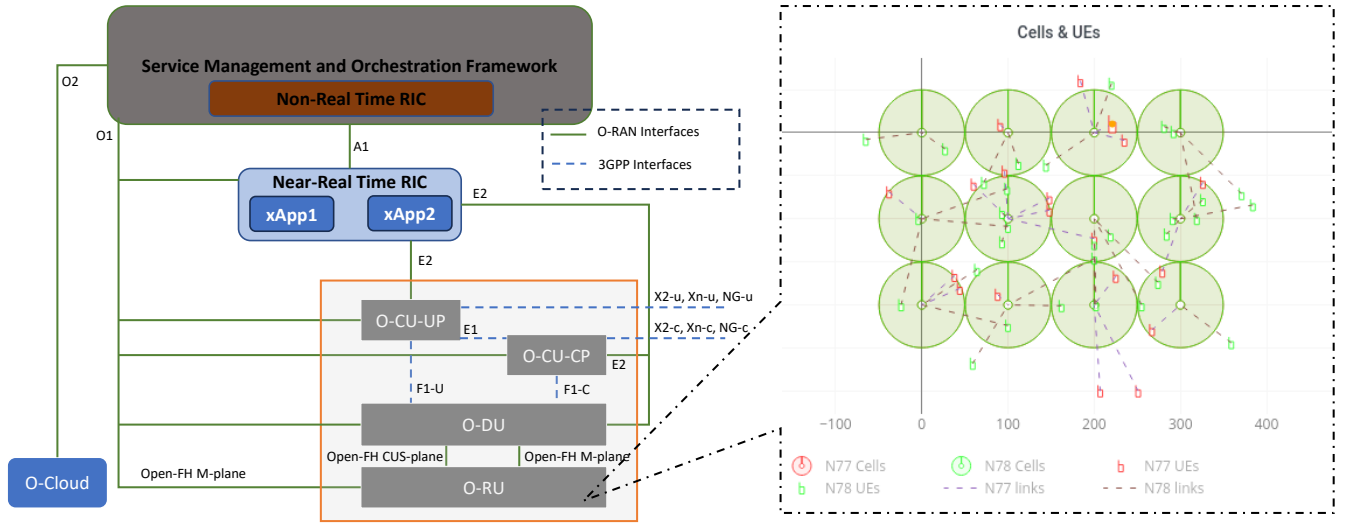 Service Management and Orchestration Framework
Non-Real Time RIC
O2
O1
A1
O-RAN Interfaces
3GPP Interfaces
Near-Real Time RIC
xApp1
xApp2
E2
E2
X2-u, Xn-u, NG-u
O-CU-UP
E1
X2-c, Xn-c, NG-c
O-CU-CP
E2
F1-U
F1-C
O-DU
Open-FH CUS-plane
Open-FH M-plane
Open-FH M-plane
O-RU
O-Cloud
Cells & UEs
−100
0
100
200
300
400
N77 Cells
N78 Cells
N77 UEs
N78 UEs
N77 links
N78 links